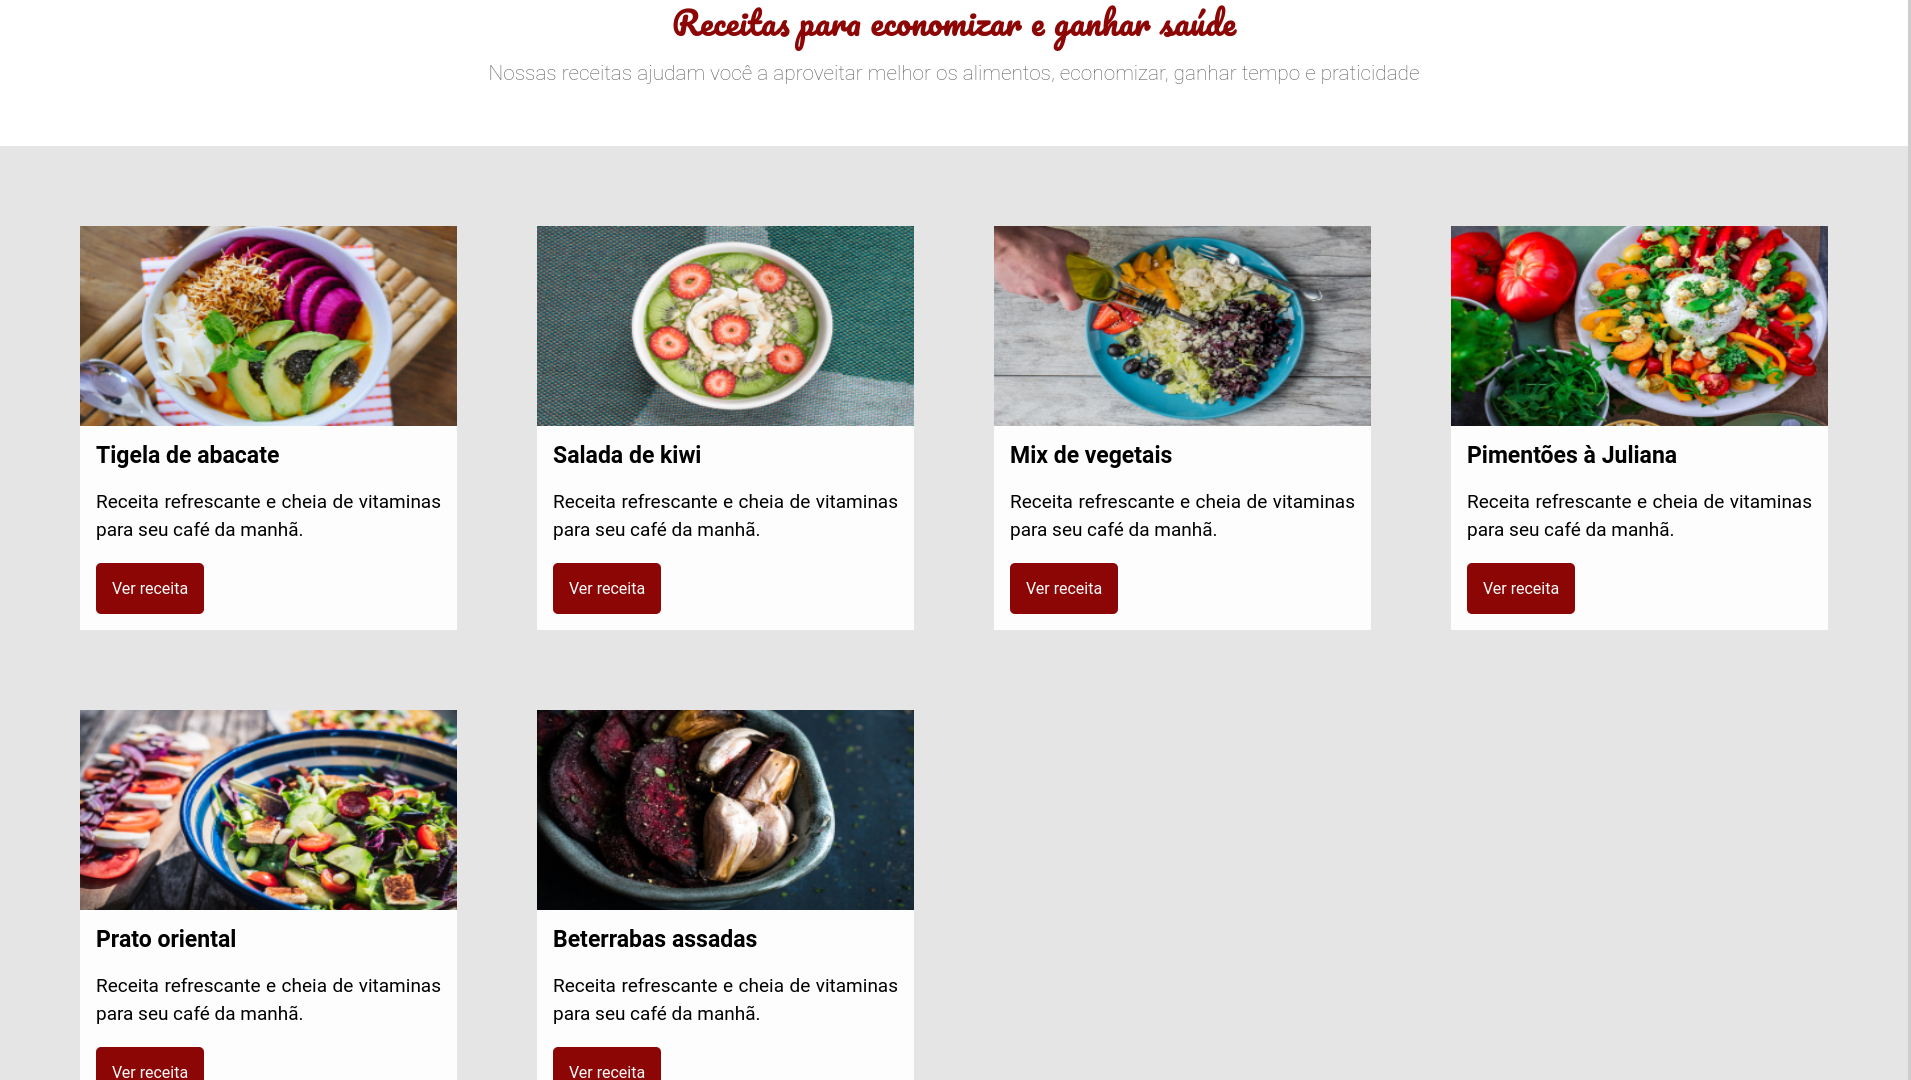 Receitas para economizar e ganhar saúde
Nossas receitas ajudam você a aproveitar melhor os alimentos, economizar, ganhar tempo e praticidade
Tigela de abacate
Receita refrescante e cheia de vitaminas
para seu café da manhã.
Ver receita
Salada de kiwi
Receita refrescante e cheia de vitaminas
para seu café da manhã.
Ver receita
Mix de vegetais
Receita refrescante e cheia de vitaminas
para seu café da manhã.
Ver receita
Pimentões à Juliana
Receita refrescante e cheia de vitaminas
para seu café da manhã.
Ver receita
Prato oriental
Receita refrescante e cheia de vitaminas
para seu café da manhã.
Ver receita
Beterrabas assadas
Receita refrescante e cheia de vitaminas
para seu café da manhã.
Ver receita